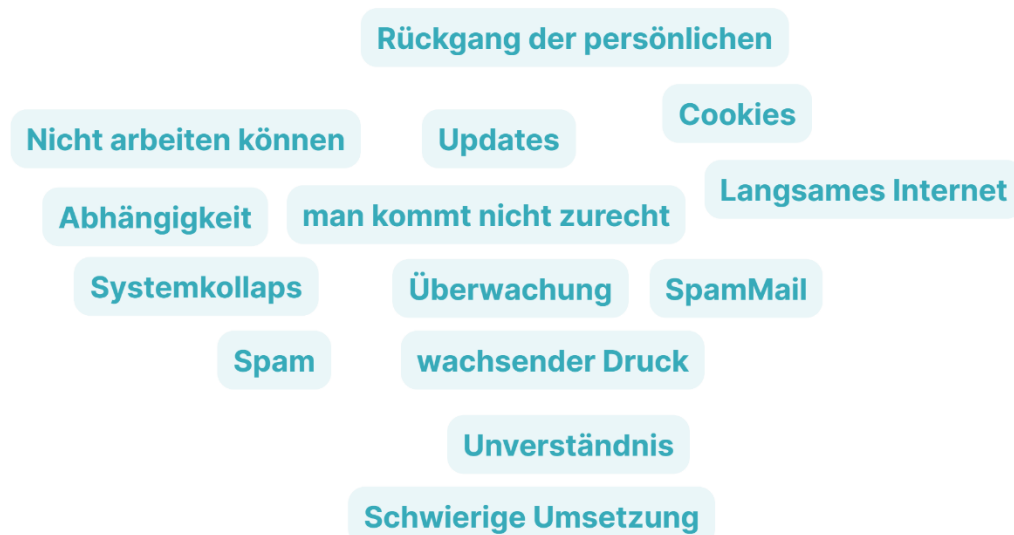 Rückgang der persönlichen
Cookies
Nicht arbeiten können
Updates
Langsames Internet
Abhängigkeit
man kommt nicht zurecht
Systemkollaps
Überwachung
SpamMail
Spam
wachsender Druck
Unverständnis
Schwierige Umsetzung